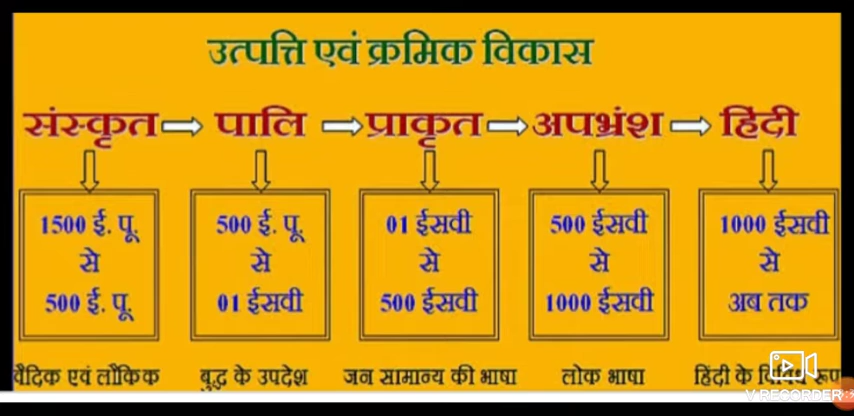 उत्पत्ति एवं क्रमिक विकास
संस्कृत पालि प्राकृत अपभ्रंश हिंदी
1500 ई. पू. से 500 ई. पू.
500 ई. पू. से 01 ईसवी
01 ईसवी से 500 ईसवी
500 ईसवी से 1000 ईसवी
1000 ईसवी से अब तक
वैदिक एवं लौकिक बुद्ध के उपदेश जन सामान्य की भाषा लोक भाषा हिंदी के विविध रूप
V RECORDER